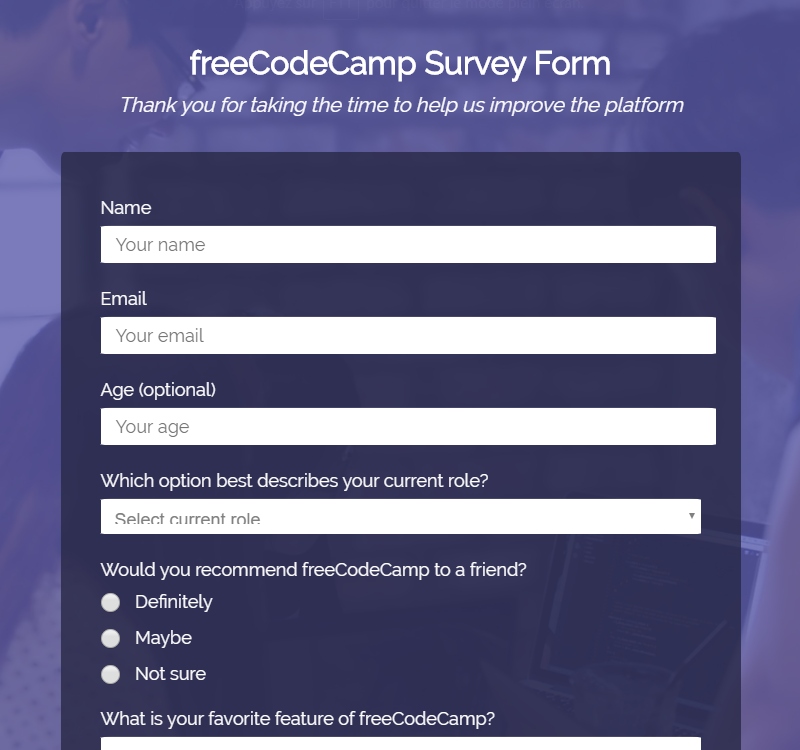 freeCodeCamp Survey Form
Thank you for taking the time to help us improve the platform
Name
Your name
Email
Your email
Age (optional)
Your age
Which option best describes your current role?
Select current role
Would you recommend freeCodeCamp to a friend?
Definitely
Maybe
Not sure
What is your favorite feature of freeCodeCamp?